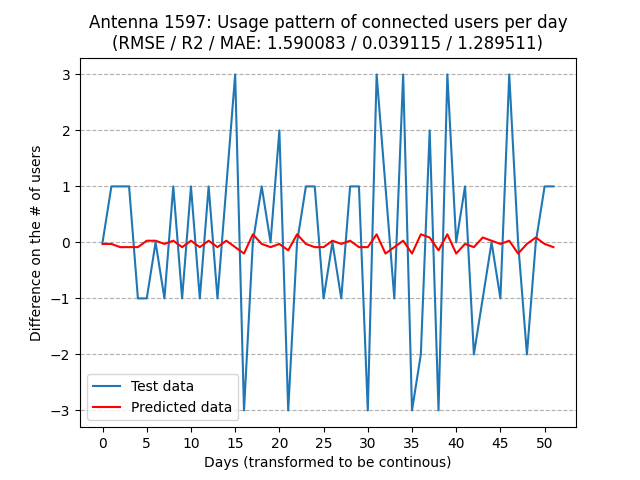 Antenna 1597: Usage pattern of connected users per day
(RMSE / R2 / MAE: 1.590083 / 0.039115 / 1.289511)
Difference on the # of users
3
2
1
0
−1
−2
−3
Test data
Predicted data
0 5 10 15 20 25 30 35 40 45 50
Days (transformed to be continous)